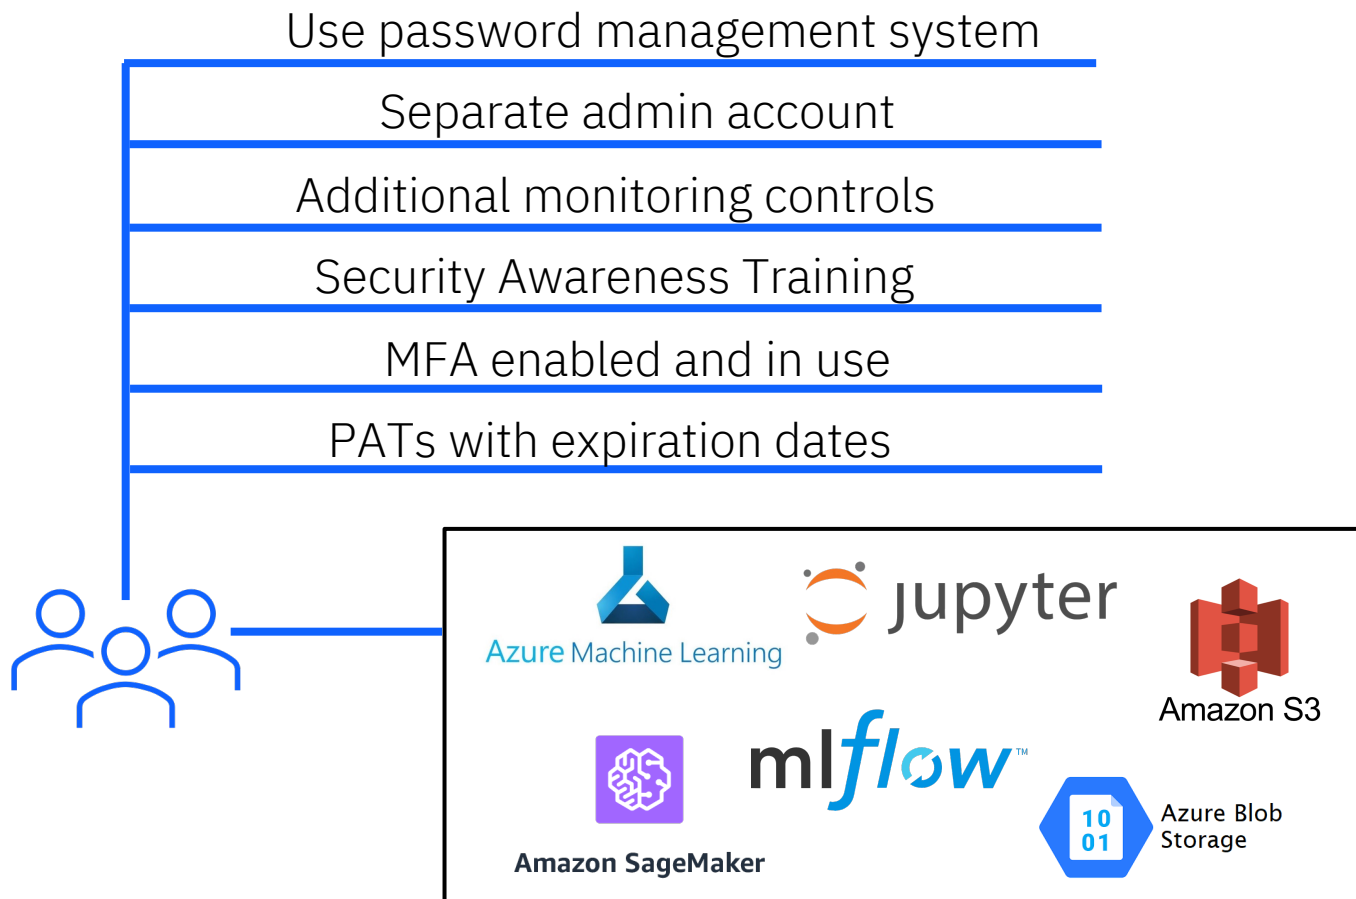 Use password management system
Separate admin account
Additional monitoring controls
Security Awareness Training
MFA enabled and in use
PATs with expiration dates
Azure Machine Learning
jupyter
Amazon S3
mlflow™
Amazon SageMaker
10
01
Azure Blob
Storage